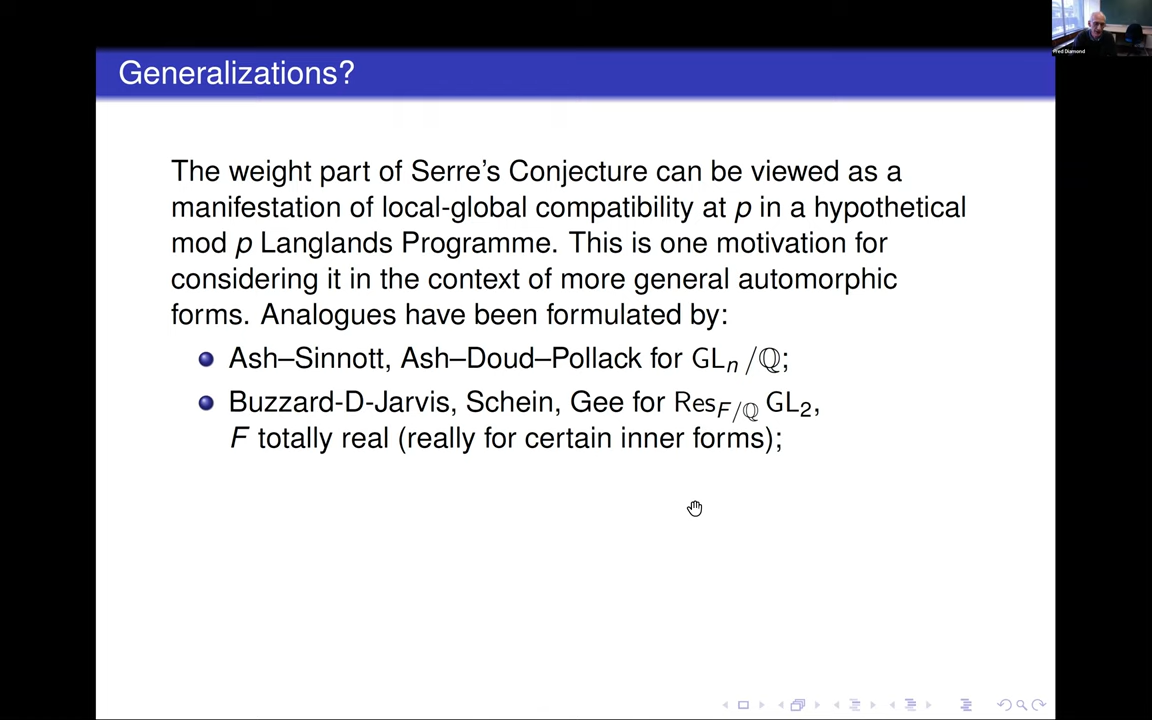 Fred Diamond
Generalizations?
The weight part of Serre's Conjecture can be viewed as a
manifestation of local-global compatibility at p in a hypothetical
mod p Langlands Programme. This is one motivation for
considering it in the context of more general automorphic
forms. Analogues have been formulated by:
Ash–Sinnott, Ash–Doud–Pollack for GLₙ /ℚ;
Buzzard-D-Jarvis, Schein, Gee for Res_{F/ℚ} GL₂,
F totally real (really for certain inner forms);